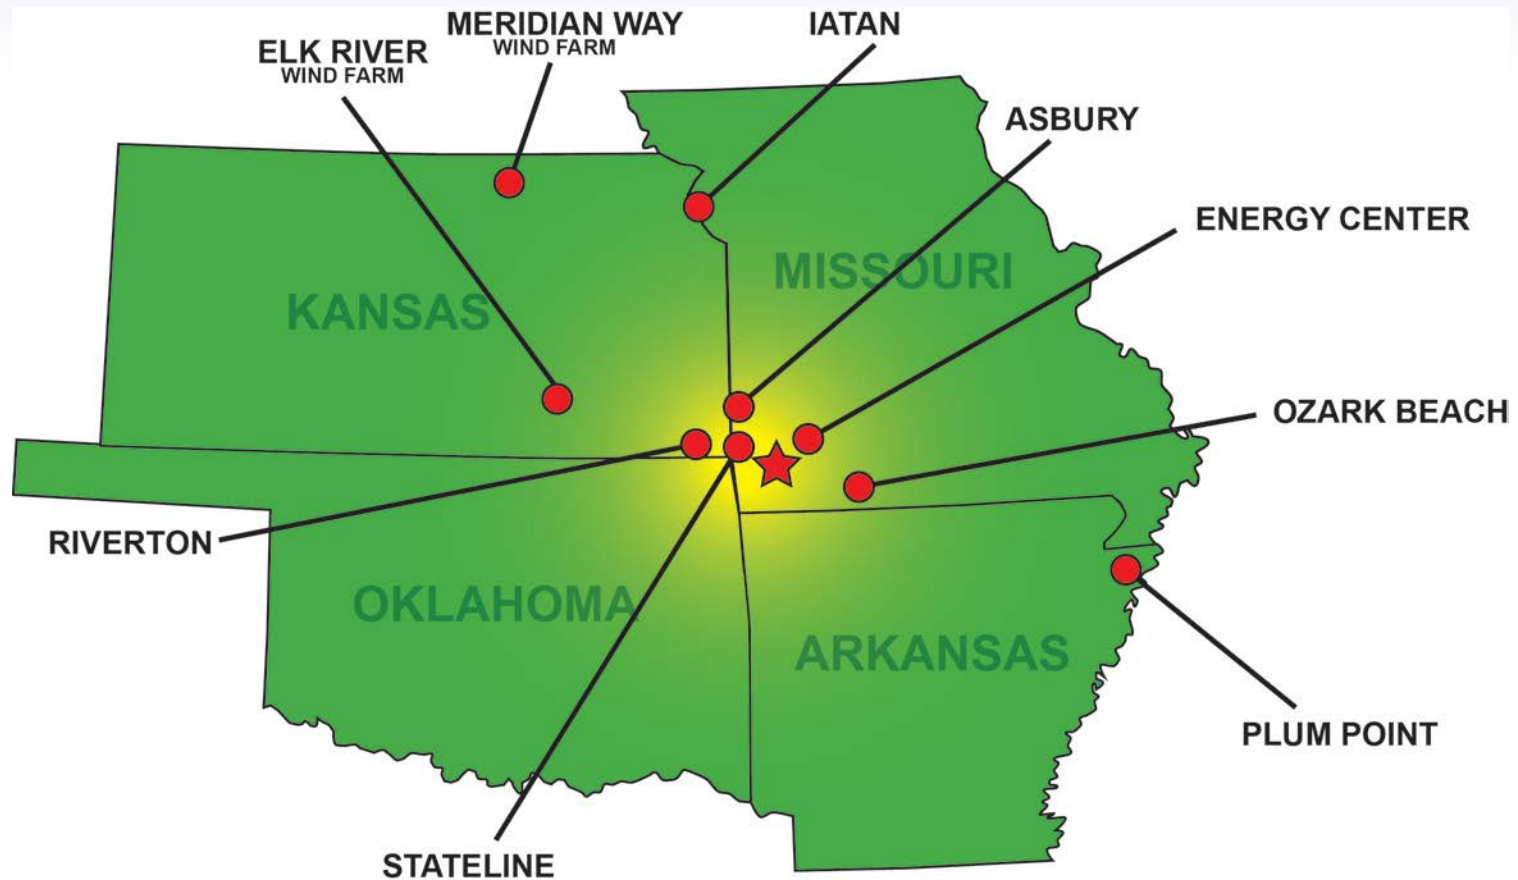 MERIDIAN WAY
WIND FARM
IATAN
ELK RIVER
WIND FARM
ASBURY
ENERGY CENTER
MISSOURI
KANSAS
OZARK BEACH
RIVERTON
OKLAHOMA
ARKANSAS
PLUM POINT
STATELINE